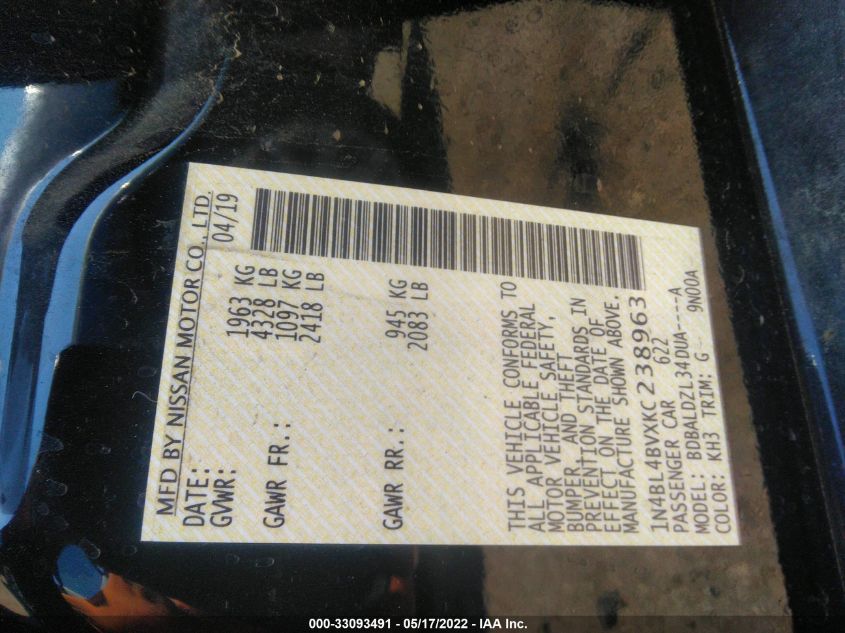 MFD BY NISSAN MOTOR CO., LTD.
DATE: 04/19
GVWR: 1963 KG
4328 LB
GAWR FR.: 1097 KG
2418 LB
GAWR RR.: 945 KG
2083 LB
THIS VEHICLE CONFORMS TO
ALL APPLICABLE FEDERAL
MOTOR VEHICLE SAFETY,
BUMPER, AND THEFT
PREVENTION STANDARDS IN
EFFECT ON THE DATE OF
MANUFACTURE SHOWN ABOVE.
1N4BL4BVXKC238963
PASSENGER CAR 622
MODEL: BDBALDZL34DUA----A
COLOR: KH3 TRIM: G 9N00A
000-33093491 - 05/17/2022 - IAA Inc.